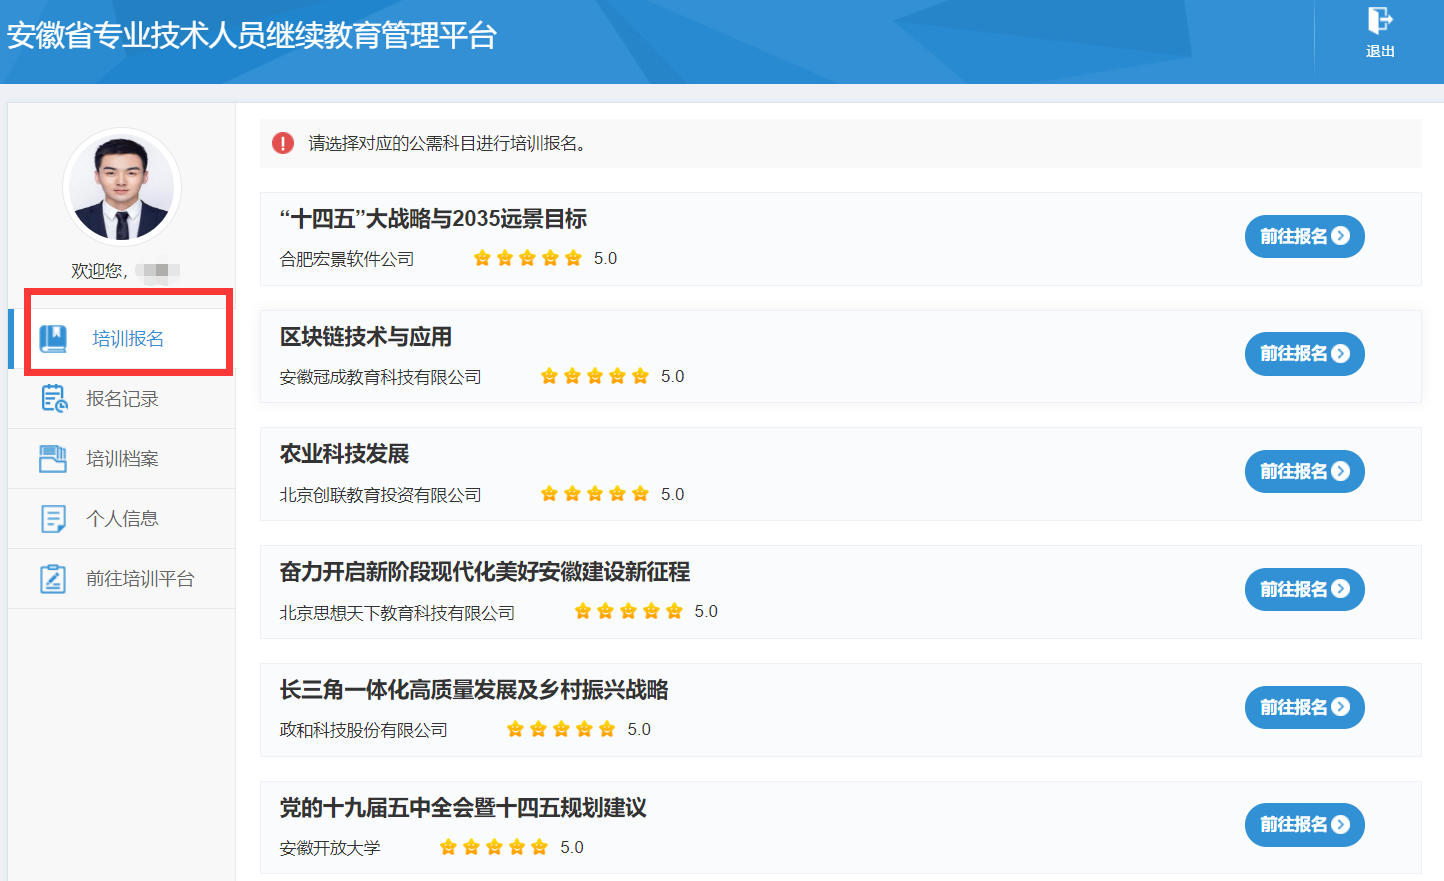 安徽省专业技术人员继续教育管理平台
退出
欢迎您,
培训报名
报名记录
培训档案
个人信息
前往培训平台
请选择对应的公需科目进行培训报名。
“十四五”大战略与2035远景目标
合肥宏景软件公司 5.0
前往报名
区块链技术与应用
安徽冠成教育科技有限公司 5.0
前往报名
农业科技发展
北京创联教育投资有限公司 5.0
前往报名
奋力开启新阶段现代化美好安徽建设新征程
北京思想天下教育科技有限公司 5.0
前往报名
长三角一体化高质量发展及乡村振兴战略
政和科技股份有限公司 5.0
前往报名
党的十九届五中全会暨十四五规划建议
安徽开放大学 5.0
前往报名